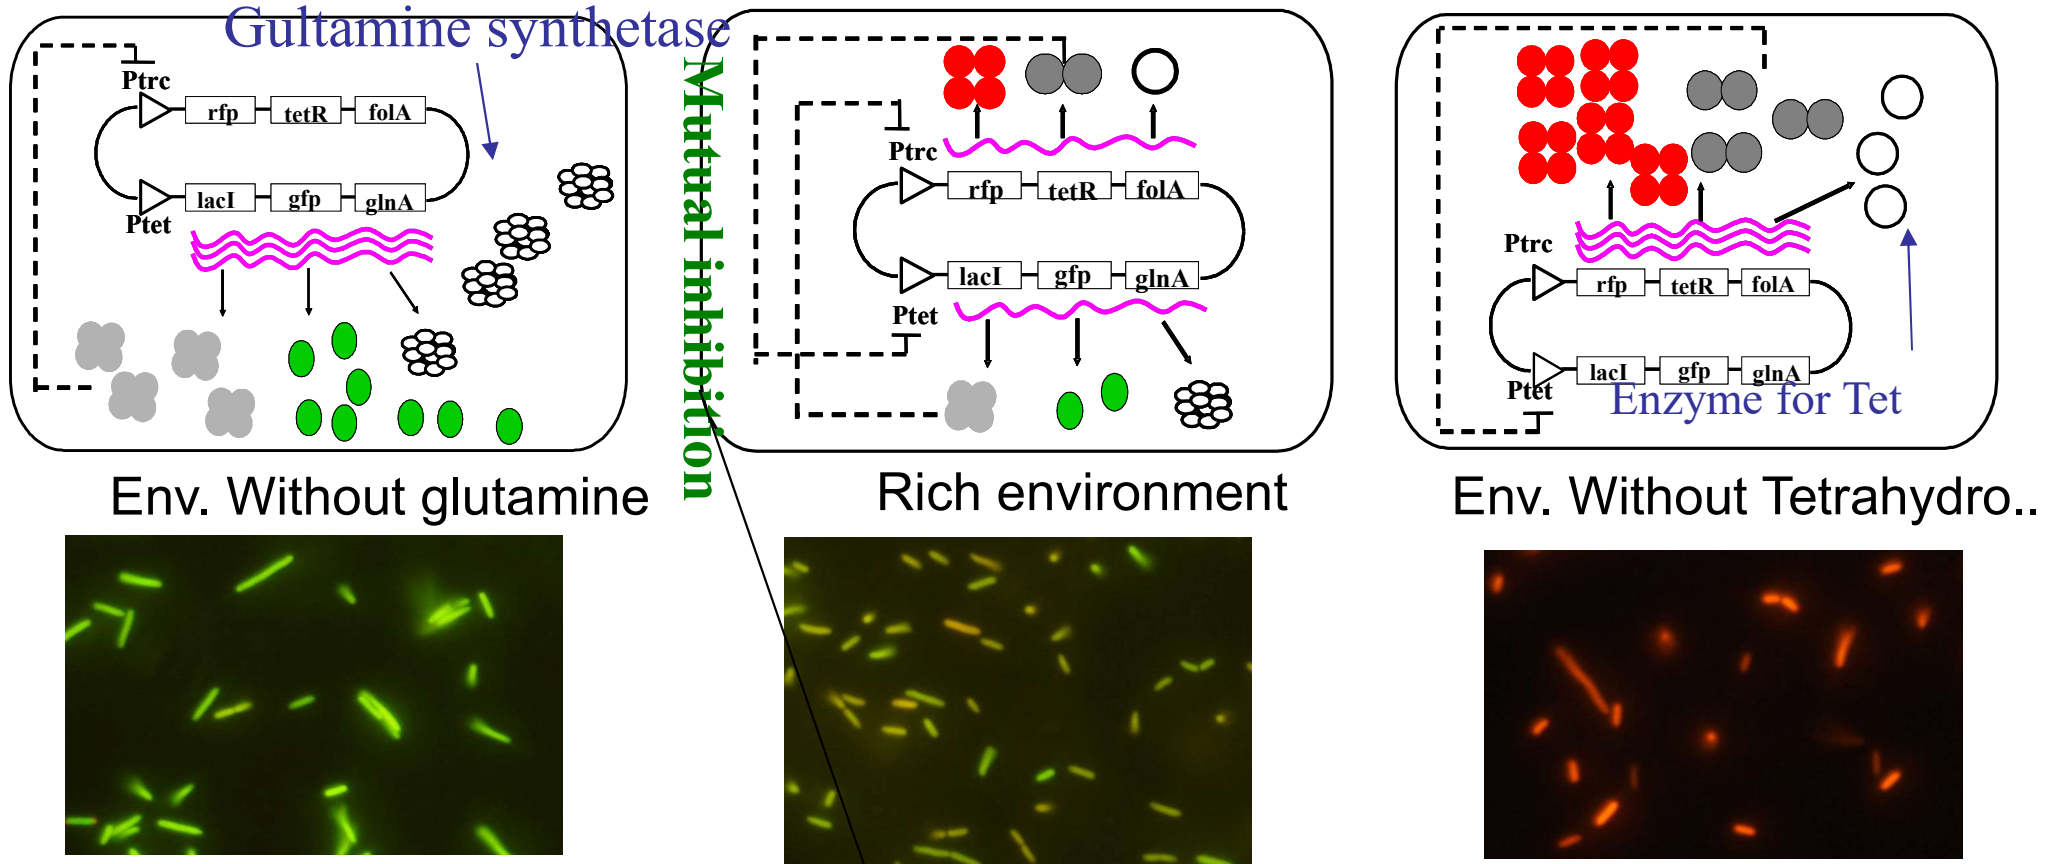 Gultamine synthetase
Ptrc
rfp tetR folA
lacI gfp glnA
Ptet
Env. Without glutamine
Mutual inhibition
Ptrc
rfp tetR folA
lacI gfp glnA
Ptet
Rich environment
Ptrc
rfp tetR folA
lacI gfp glnA
Ptet
Enzyme for Tet
Env. Without Tetrahydro..